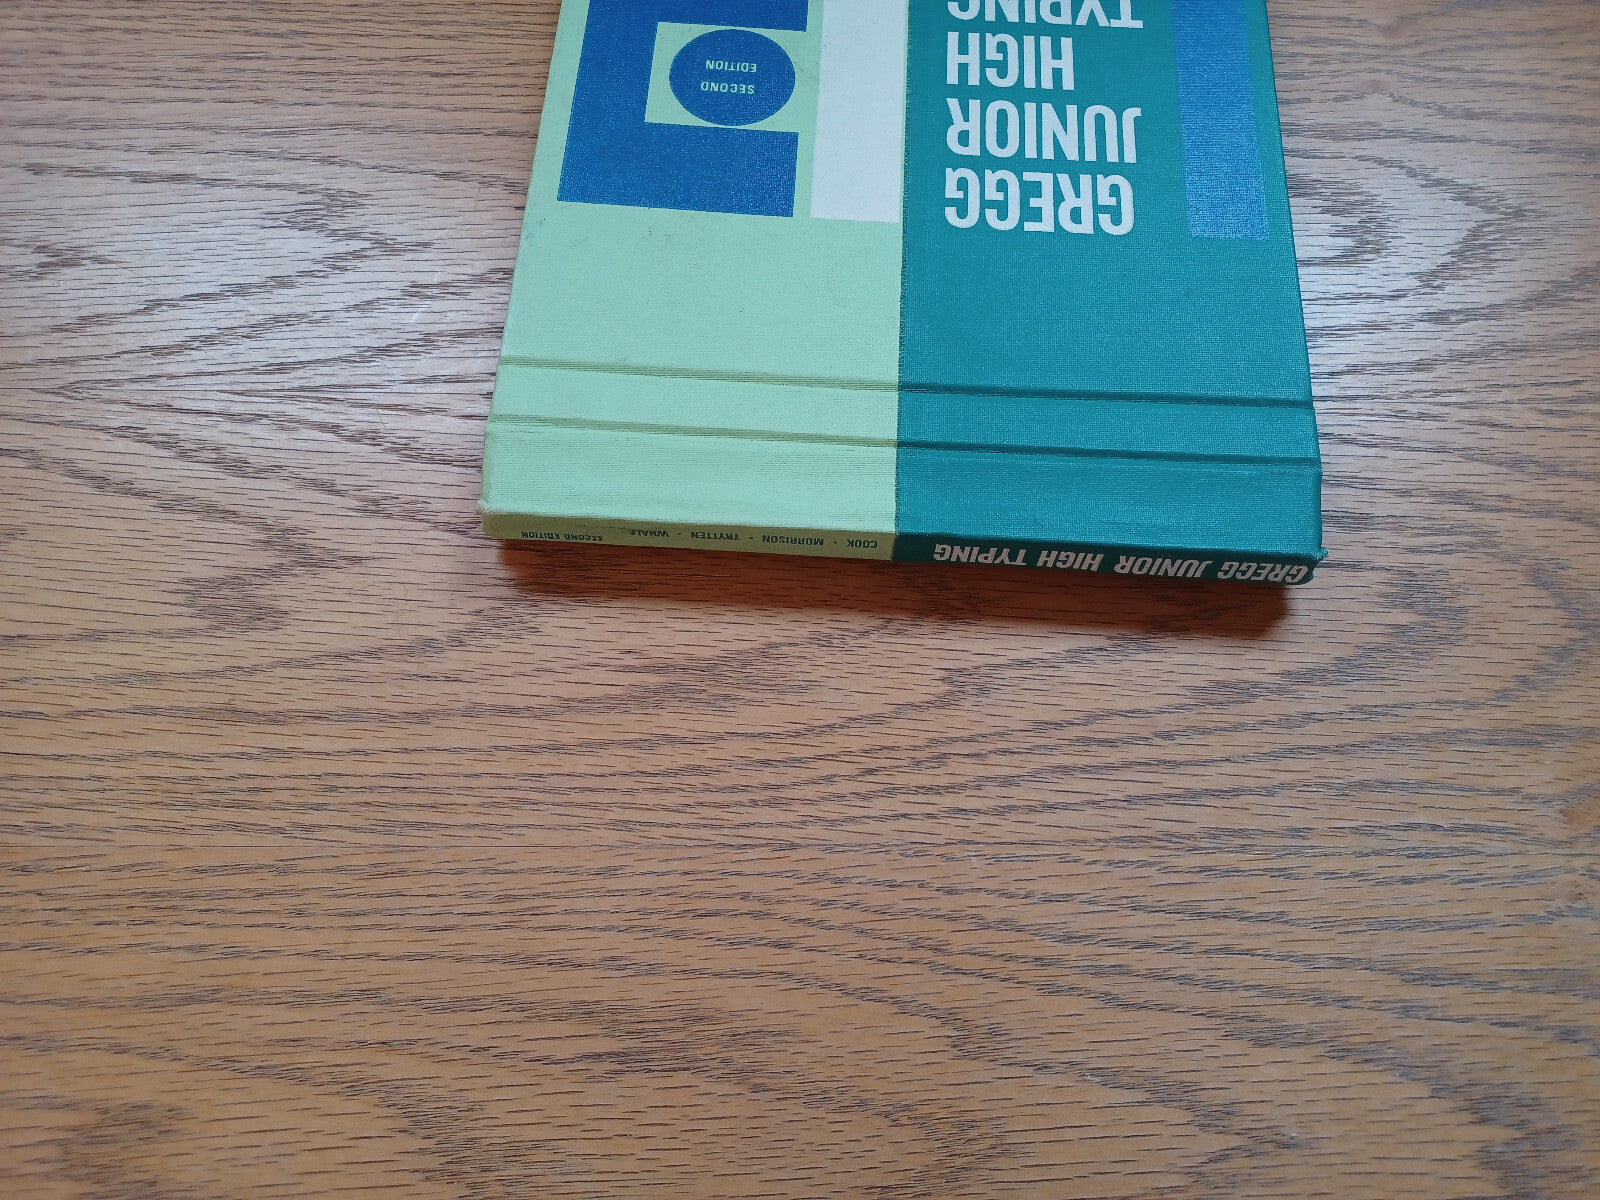 GREGG
JUNIOR
HIGH
TYPING
SECOND
EDITION
GREGG JUNIOR HIGH TYPING
COOK · MORRISON · TRYTTEN · WHALE
SECOND EDITION